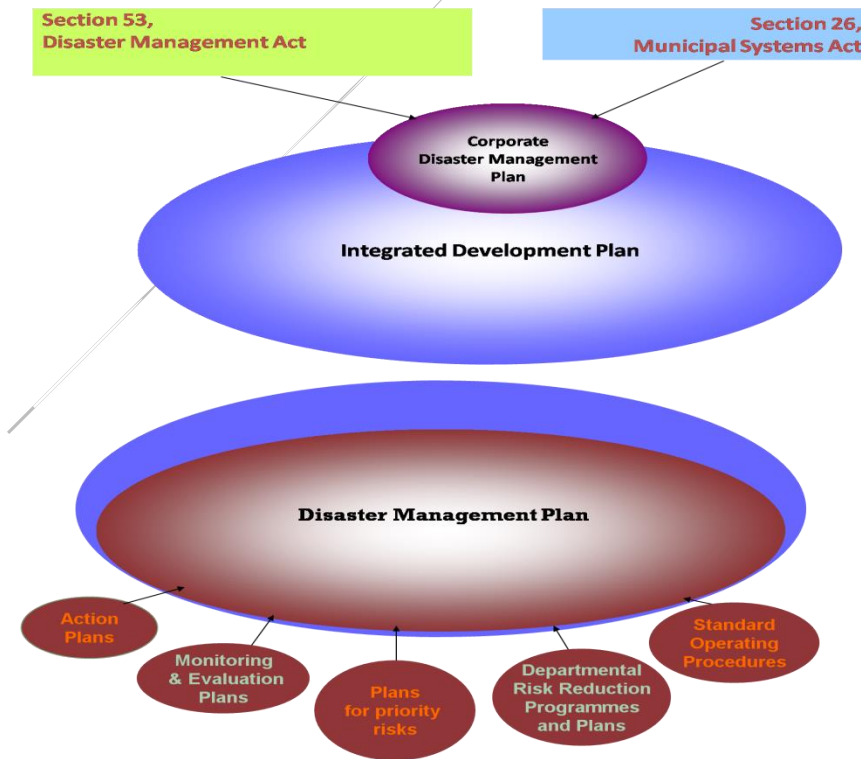 Section 53,
Disaster Management Act
Section 26,
Municipal Systems Act
Corporate
Disaster Management
Plan
Integrated Development Plan
Disaster Management Plan
Action
Plans
Monitoring
& Evaluation
Plans
Plans
for priority
risks
Departmental
Risk Reduction
Programmes
and Plans
Standard
Operating
Procedures